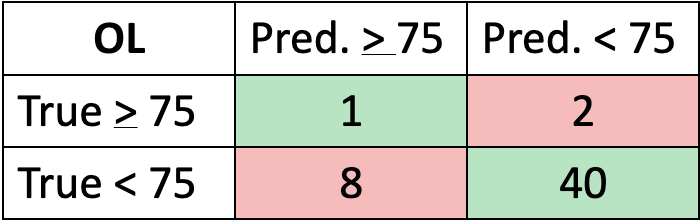 OL Pred. ≥ 75 Pred. < 75
True ≥ 75 1 2
True < 75 8 40